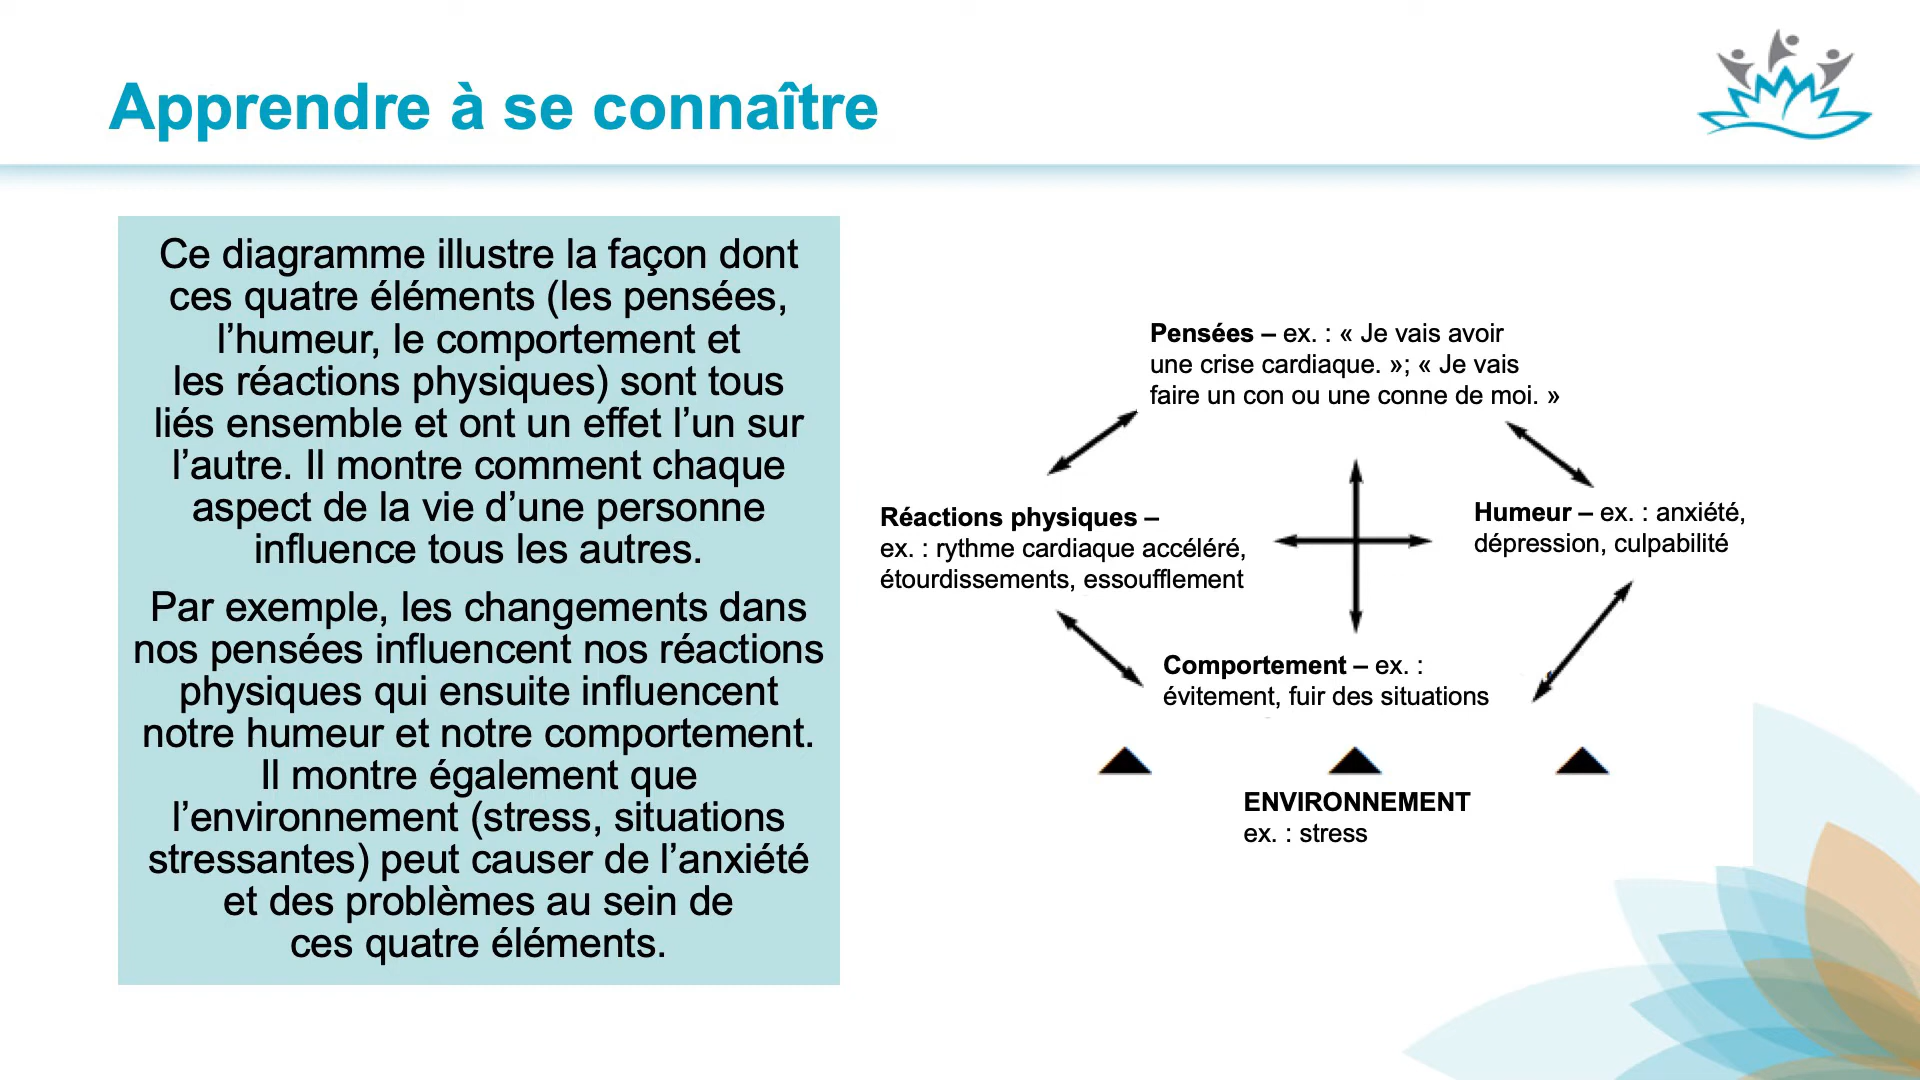 Apprendre à se connaître
Ce diagramme illustre la façon dont
ces quatre éléments (les pensées,
l’humeur, le comportement et
les réactions physiques) sont tous
liés ensemble et ont un effet l’un sur
l’autre. Il montre comment chaque
aspect de la vie d’une personne
influence tous les autres.
Par exemple, les changements dans
nos pensées influencent nos réactions
physiques qui ensuite influencent
notre humeur et notre comportement.
Il montre également que
l’environnement (stress, situations
stressantes) peut causer de l’anxiété
et des problèmes au sein de
ces quatre éléments.
Pensées – ex. : « Je vais avoir
une crise cardiaque. »; « Je vais
faire un con ou une conne de moi. »
Réactions physiques –
ex. : rythme cardiaque accéléré,
étourdissements, essoufflement
Humeur – ex. : anxiété,
dépression, culpabilité
Comportement – ex. :
évitement, fuir des situations
ENVIRONNEMENT
ex. : stress